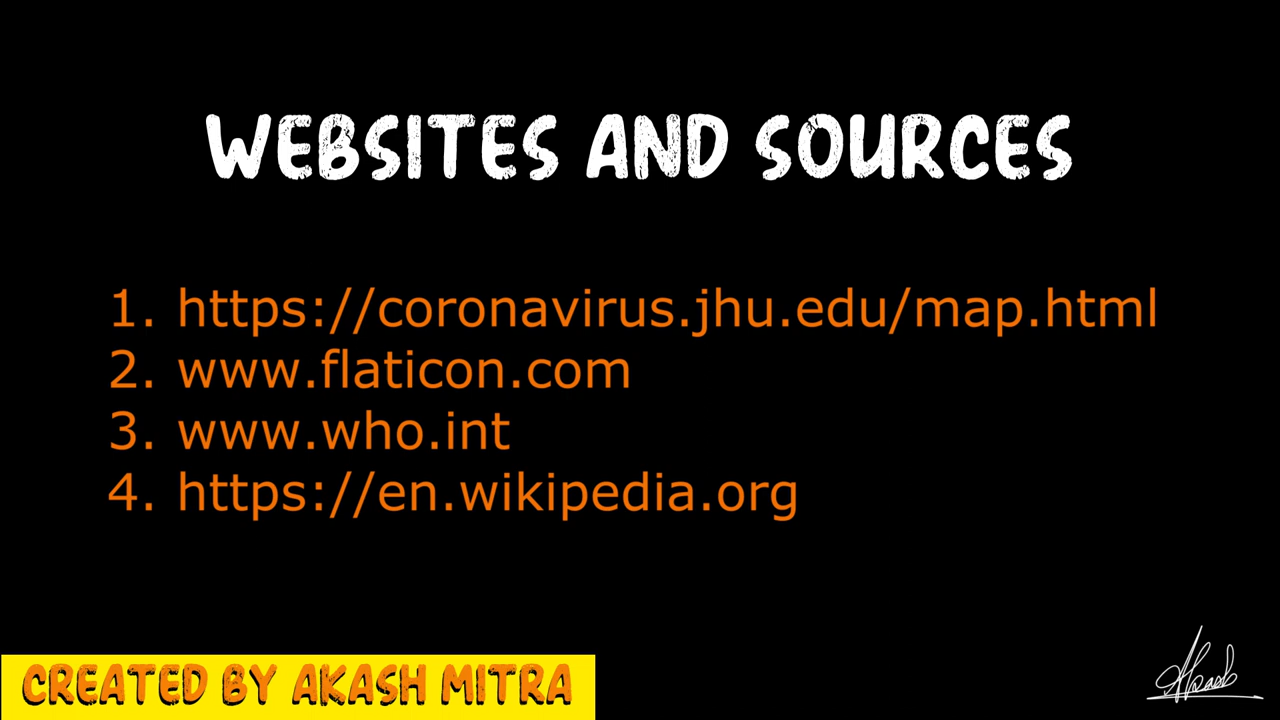 WEBSITES AND SOURCES
1. https://coronavirus.jhu.edu/map.html
2. www.flaticon.com
3. www.who.int
4. https://en.wikipedia.org
CREATED BY AKASH MITRA